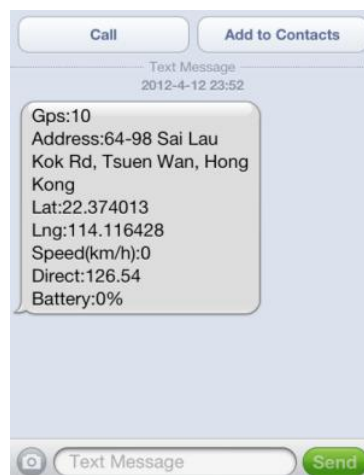 Call Add to Contacts
Text Message
2012-4-12 23:52
Gps:10
Address:64-98 Sai Lau
Kok Rd, Tsuen Wan, Hong
Kong
Lat:22.374013
Lng:114.116428
Speed(km/h):0
Direct:126.54
Battery:0%
Text Message Send